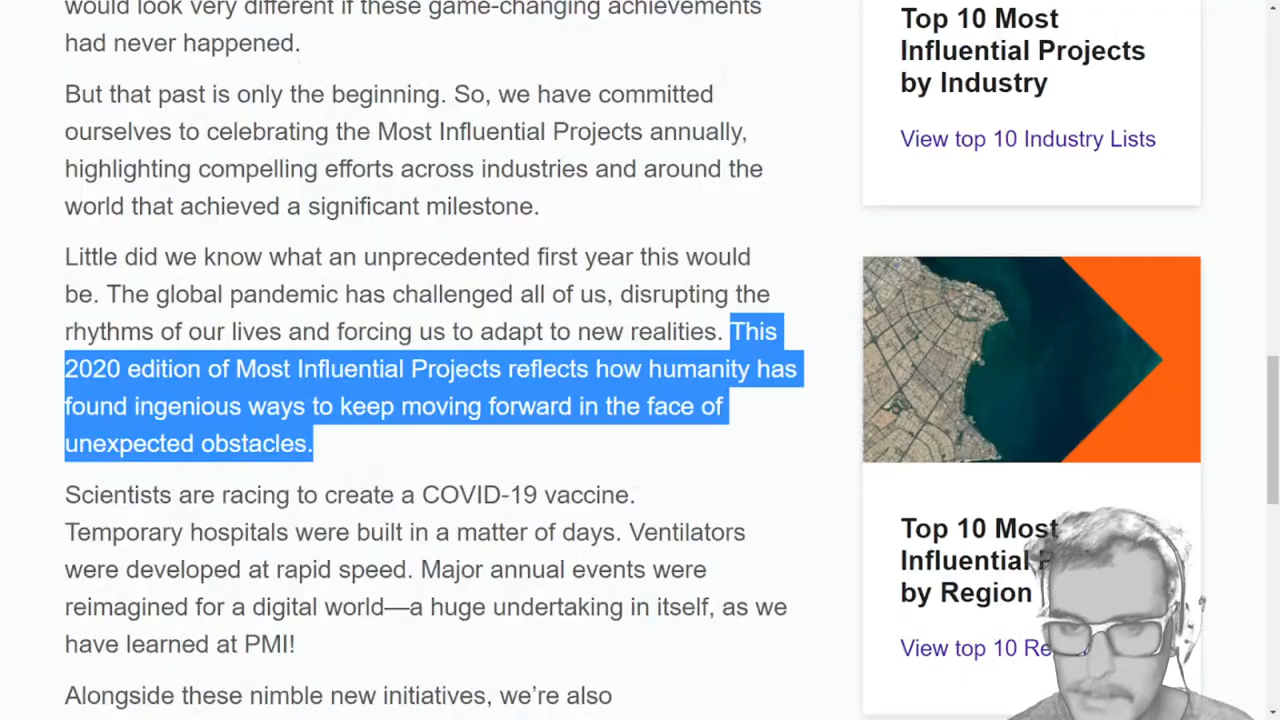 would look very different if these game-changing achievements
had never happened.
But that past is only the beginning. So, we have committed
ourselves to celebrating the Most Influential Projects annually,
highlighting compelling efforts across industries and around the
world that achieved a significant milestone.
Little did we know what an unprecedented first year this would
be. The global pandemic has challenged all of us, disrupting the
rhythms of our lives and forcing us to adapt to new realities. This
2020 edition of Most Influential Projects reflects how humanity has
found ingenious ways to keep moving forward in the face of
unexpected obstacles.
Scientists are racing to create a COVID-19 vaccine.
Temporary hospitals were built in a matter of days. Ventilators
were developed at rapid speed. Major annual events were
reimagined for a digital world—a huge undertaking in itself, as we
have learned at PMI!
Alongside these nimble new initiatives, we’re also
Top 10 Most
Influential Projects
by Industry
View top 10 Industry Lists
Top 10 Most
Influential
by Region
View top 10